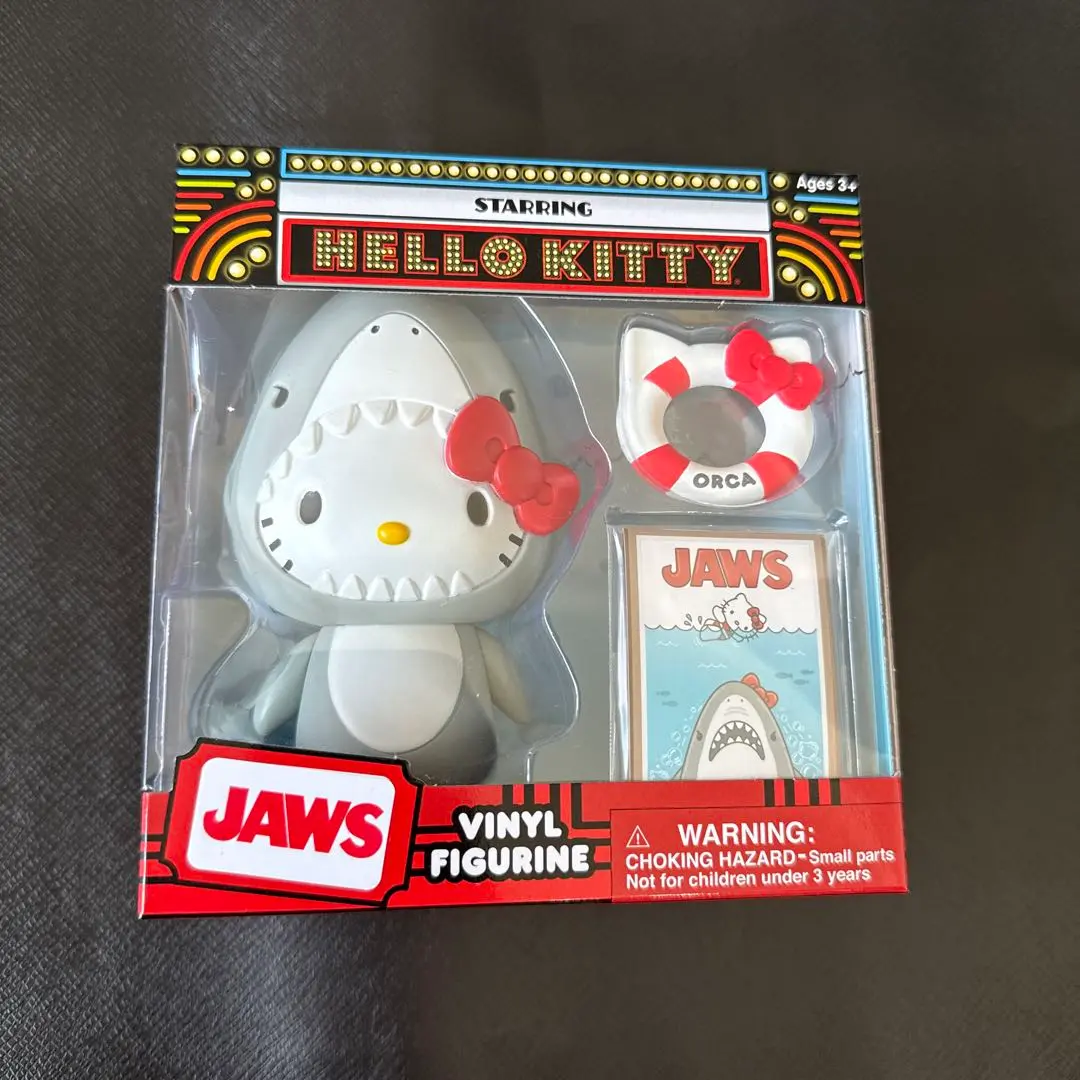 Ages 3+
STARRING
HELLO KITTY
ORCA
JAWS
JAWS
VINYL
FIGURINE
WARNING:
CHOKING HAZARD-Small parts
Not for children under 3 years